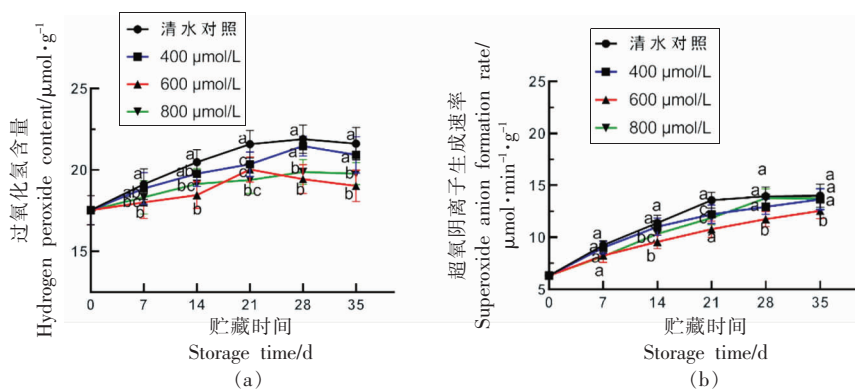 清水对照
400 μmol/L
600 μmol/L
800 μmol/L
过氧化氢含量
Hydrogen peroxide content/μmol·g⁻¹
25
20
15
0 7 14 21 28 35
a a a a a
b b c b b
贮藏时间
Storage time/d
(a)
清水对照
400 μmol/L
600 μmol/L
800 μmol/L
超氧阴离子生成速率/
Superoxide anion formation rate/
μmol·min⁻¹·g⁻¹
25
20
15
10
5
0 7 14 21 28 35
a a a a a
a b a b b
贮藏时间
Storage time/d
(b)